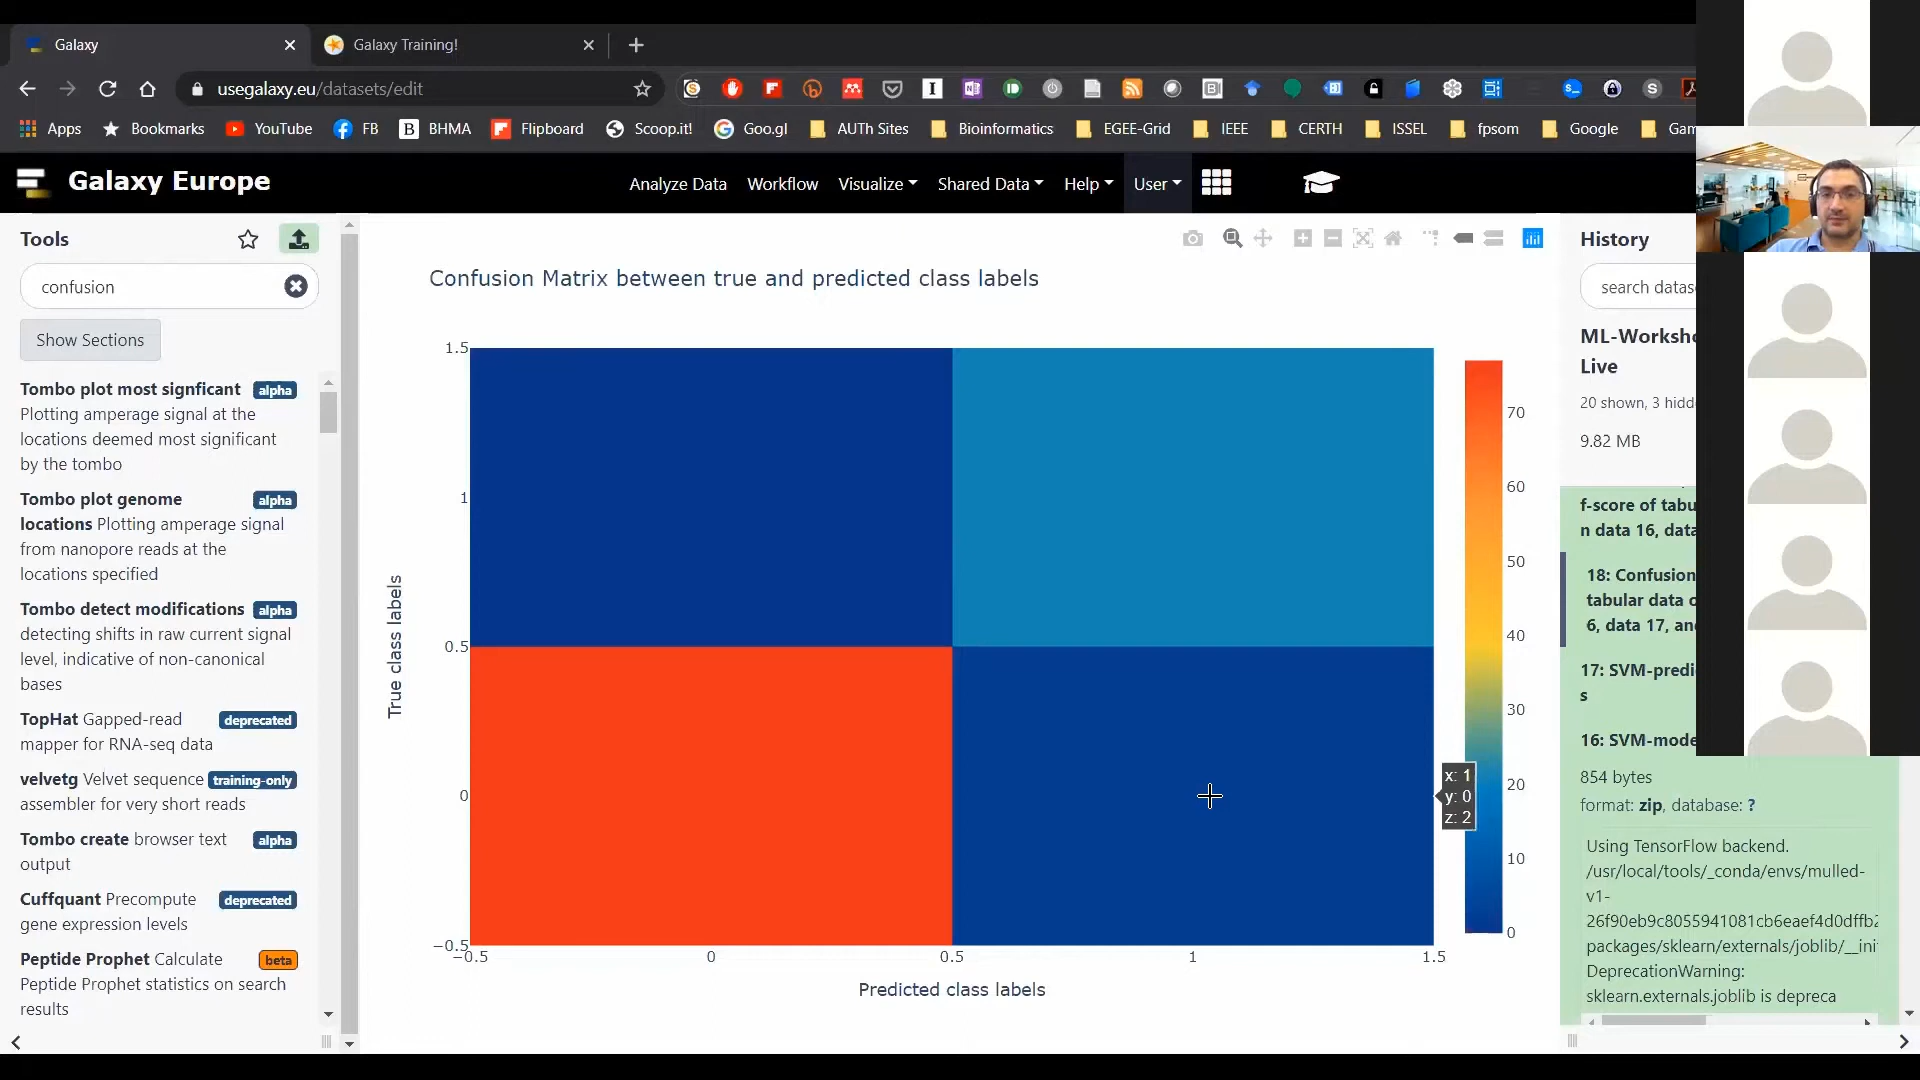 Galaxy
Galaxy Training!
usegalaxy.eu/datasets/edit
Apps
Bookmarks
YouTube
FB
BHMA
Flipboard
Scoop.it!
Goo.gl
AUTh Sites
Bioinformatics
EGEE-Grid
IEEE
CERTH
ISSEL
fpsom
Google
Gam
Galaxy Europe
Analyze Data
Workflow
Visualize
Shared Data
Help
User
Tools
confusion
Show Sections
Tombo plot most signficant alpha
Plotting amperage signal at the
locations deemed most significant
by the tombo
Tombo plot genome alpha
locations Plotting amperage signal
from nanopore reads at the
locations specified
Tombo detect modifications alpha
detecting shifts in raw current signal
level, indicative of non-canonical
bases
TopHat Gapped-read deprecated
mapper for RNA-seq data
velvetg Velvet sequence training-only
assembler for very short reads
Tombo create browser text alpha
output
Cuffquant Precompute deprecated
gene expression levels
Peptide Prophet Calculate beta
Peptide Prophet statistics on search
results
Confusion Matrix between true and predicted class labels
1.5
1
0.5
0
−0.5
True class labels
−0.5
0
0.5
1
1.5
Predicted class labels
x: 1
y: 0
z: 2
70
60
50
40
30
20
10
0
History
search datas
ML-Worksho
Live
20 shown, 3 hidd
9.82 MB
f-score of tabu
n data 16, data
18: Confusion
tabular data o
6, data 17, and
17: SVM-predi
s
16: SVM-mode
854 bytes
format: zip, database: ?
Using TensorFlow backend.
/usr/local/tools/_conda/envs/mulled-
v1-
26f90eb9c8055941081cb6eaef4d0dffb2
packages/sklearn/externals/joblib/__ini
DeprecationWarning:
sklearn.externals.joblib is depreca